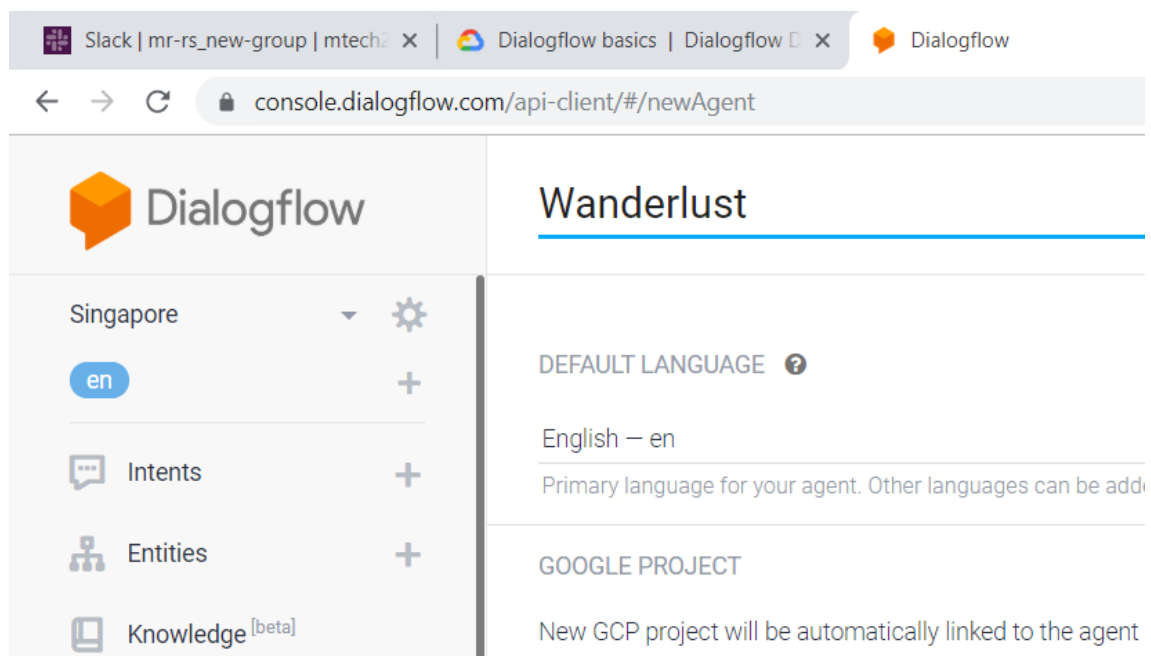 Slack | mr-rs_new-group | mtech
Dialogflow basics | Dialogflow D
Dialogflow
console.dialogflow.com/api-client/#/newAgent
Dialogflow
Wanderlust
Singapore
en
DEFAULT LANGUAGE
English — en
Primary language for your agent. Other languages can be add
Intents
Entities
GOOGLE PROJECT
Knowledge [beta]
New GCP project will be automatically linked to the agent